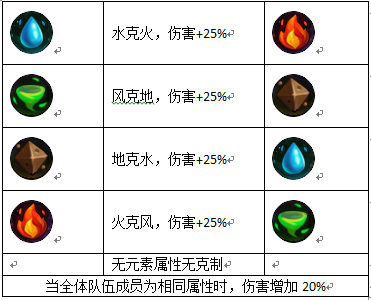 水克火，伤害+25%
风克地，伤害+25%
地克水，伤害+25%
火克风，伤害+25%
无元素属性无克制
当全体队伍成员为相同属性时，伤害增加 20%